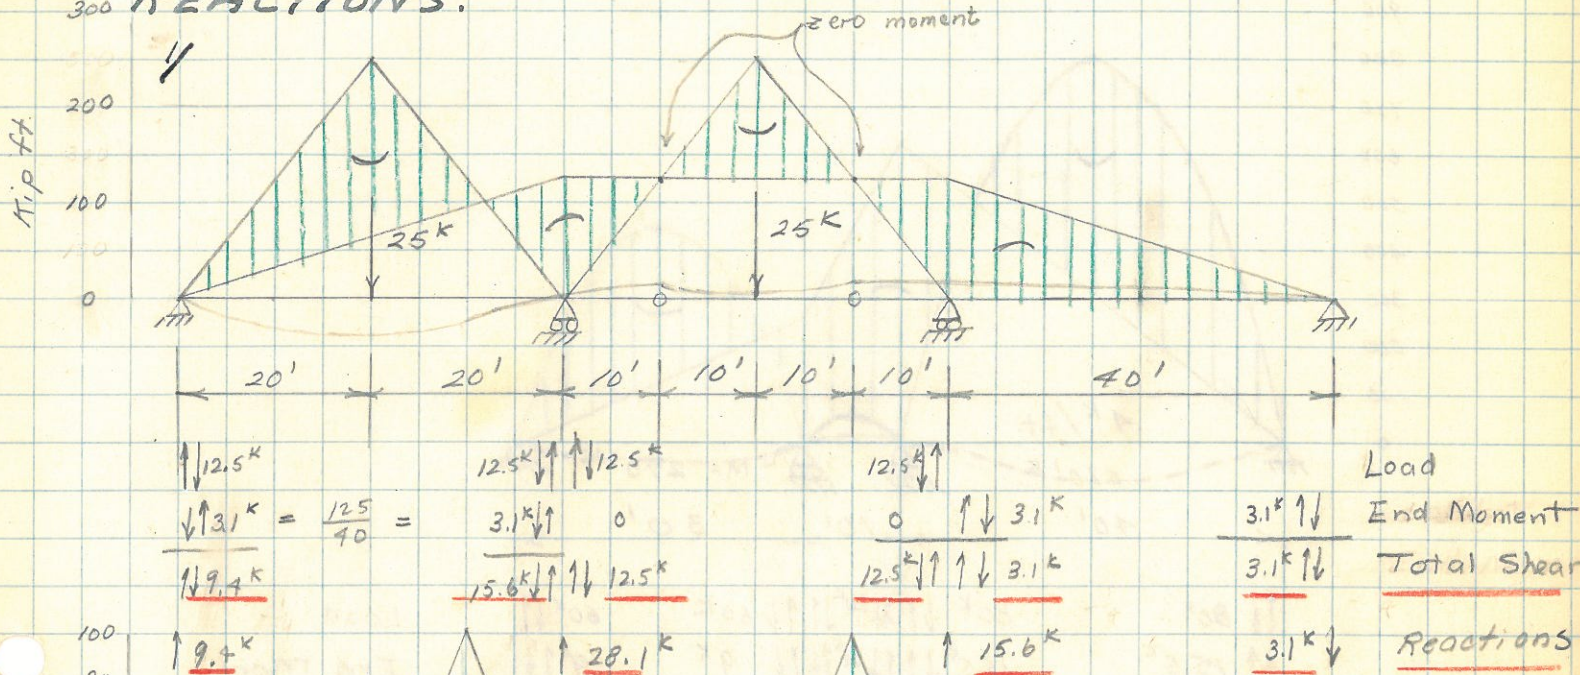 300 REACTIONS.
zero moment
1/
200
Kip ft.
100
25K 25K
0
20' 20' 10' 10' 10' 10' 40'
12.5K 12.5K 12.5K 12.5K Load
3.1K = 125/40 = 3.1K 0 0 3.1K 3.1K End Moment
9.4K 15.6K 12.5K 12.5K 3.1K 3.1K Total Shear
100 9.4K 28.1K 15.6K 3.1K Reactions